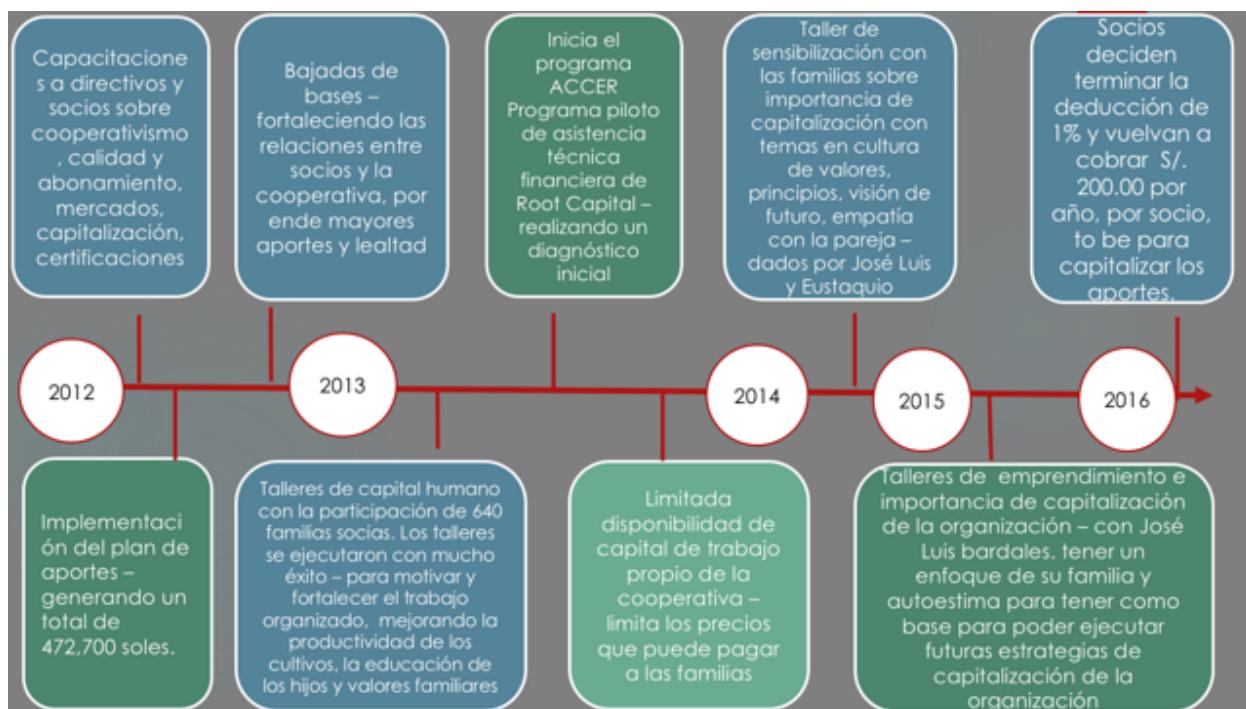 Capacitacione
s a directivos y
socios sobre
cooperativismo
, calidad y
abonamiento,
mercados,
capitalización,
certificaciones
Bajadas de
bases –
fortaleciendo las
relaciones entre
socios y la
cooperativa, por
ende mayores
aportes y lealtad
Inicia el
programa
ACCER
Programa piloto
de asistencia
técnica
financiera de
Root Capital –
realizando un
diagnóstico
inicial
Taller de
sensibilización con
las familias sobre
importancia de
capitalización con
temas en cultura
de valores,
principios, visión de
futuro, empatía
con la pareja –
dados por José Luis
y Eustaquio
Socios
deciden
terminar la
deducción de
1% y vuelvan a
cobrar S/.
200.00 por
año, por socio,
to be para
capitalizar los
aportes.
2012
2013
2014
2015
2016
Implementaci
ón del plan de
aportes –
generando un
total de
472,700 soles.
Talleres de capital humano
con la participación de 640
familias socias. Los talleres
se ejecutaron con mucho
éxito – para motivar y
fortalecer el trabajo
organizado, mejorando la
productividad de los
cultivos, la educación de
los hijos y valores familiares
Limitada
disponibilidad de
capital de trabajo
propio de la
cooperativa –
limita los precios
que puede pagar
a las familias
Talleres de emprendimiento e
importancia de capitalización
de la organización – con José
Luis bardales. tener un
enfoque de su familia y
autoestima para tener como
base para poder ejecutar
futuras estrategias de
capitalización de la
organización